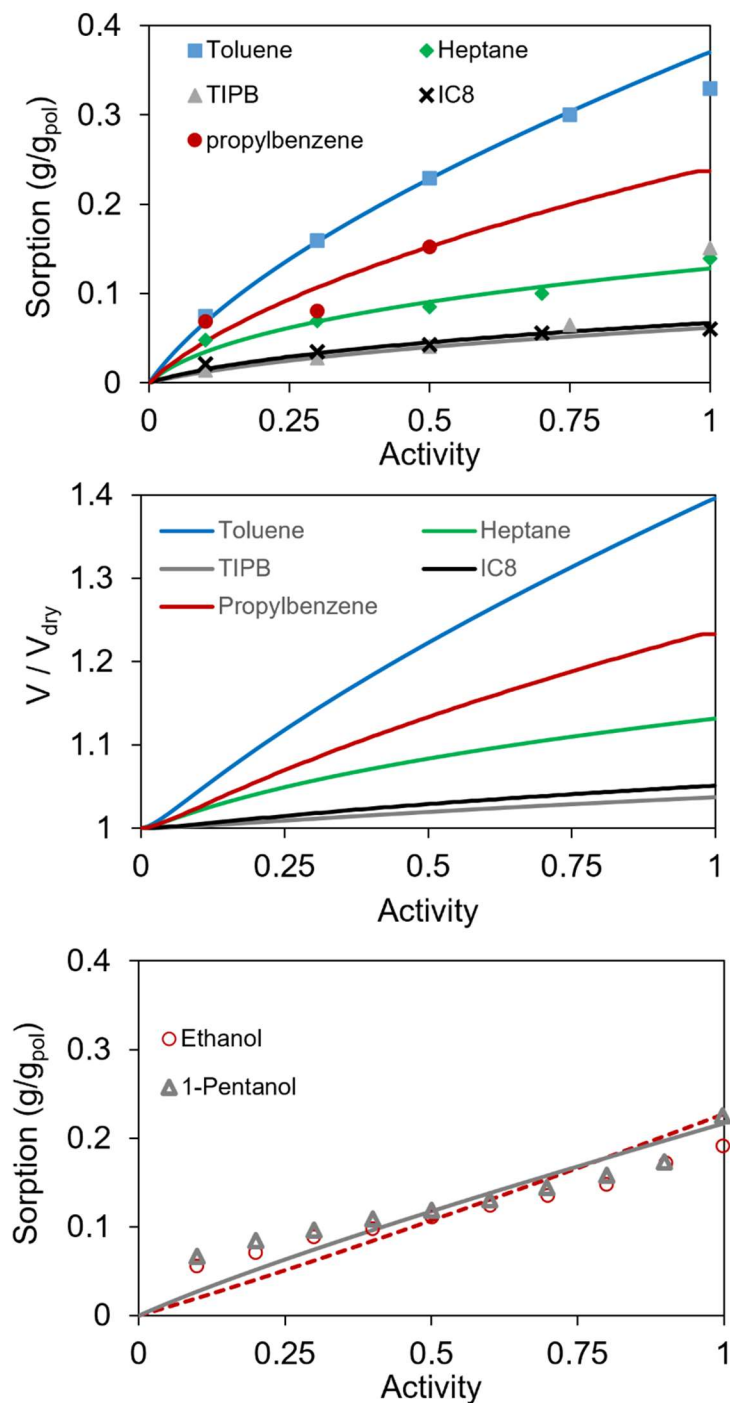 0.4
Toluene Heptane
TIPB IC8
propylbenzene
0.3
0.2
0.1
0
Sorption (g/gpol)
0 0.25 0.5 0.75 1
Activity
1.4
Toluene Heptane
TIPB IC8
Propylbenzene
1.3
1.2
1.1
1
V / Vdry
0 0.25 0.5 0.75 1
Activity
0.4
Ethanol
0.3
1-Pentanol
0.2
0.1
0
Sorption (g/gpol)
0 0.25 0.5 0.75 1
Activity